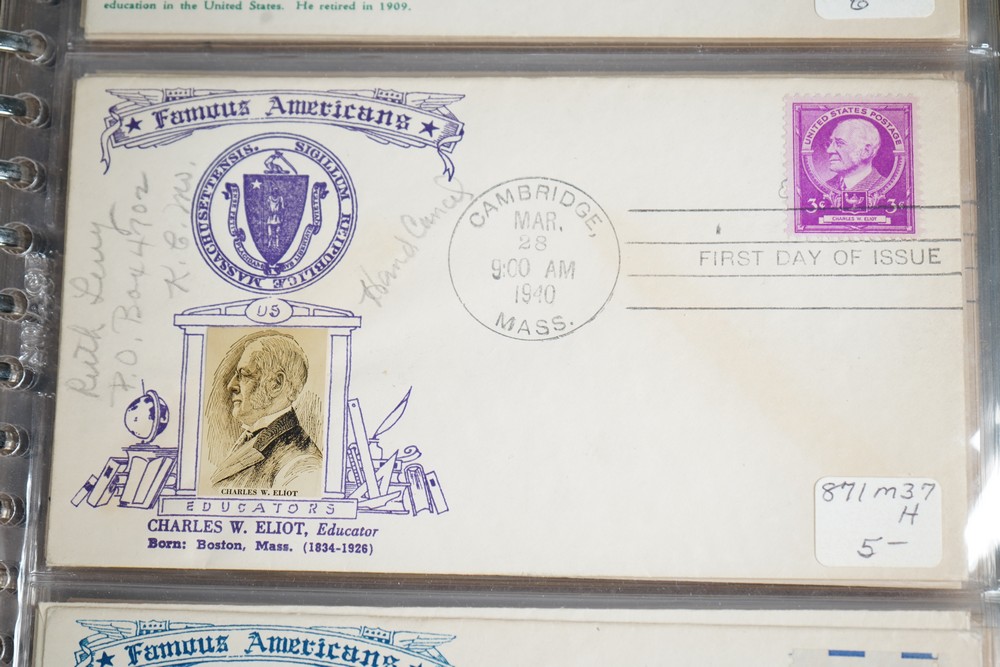 education in the United States. He retired in 1909.
Famous Americans
MASSACHUSETTENSIS. SIGILLUM REIPUBLICÆ
Ruth Levy
P.O. Box 4502
K.C. Mo.
Hand Cancel
US
CHARLES W. ELIOT
EDUCATORS
CHARLES W. ELIOT, Educator
Born: Boston, Mass. (1834-1926)
CAMBRIDGE,
MAR.
28
9:00 AM
1940
MASS.
UNITED STATES POSTAGE
3¢ 3¢
CHARLES W. ELIOT
FIRST DAY OF ISSUE
871 M37
H
5—
Famous Americans